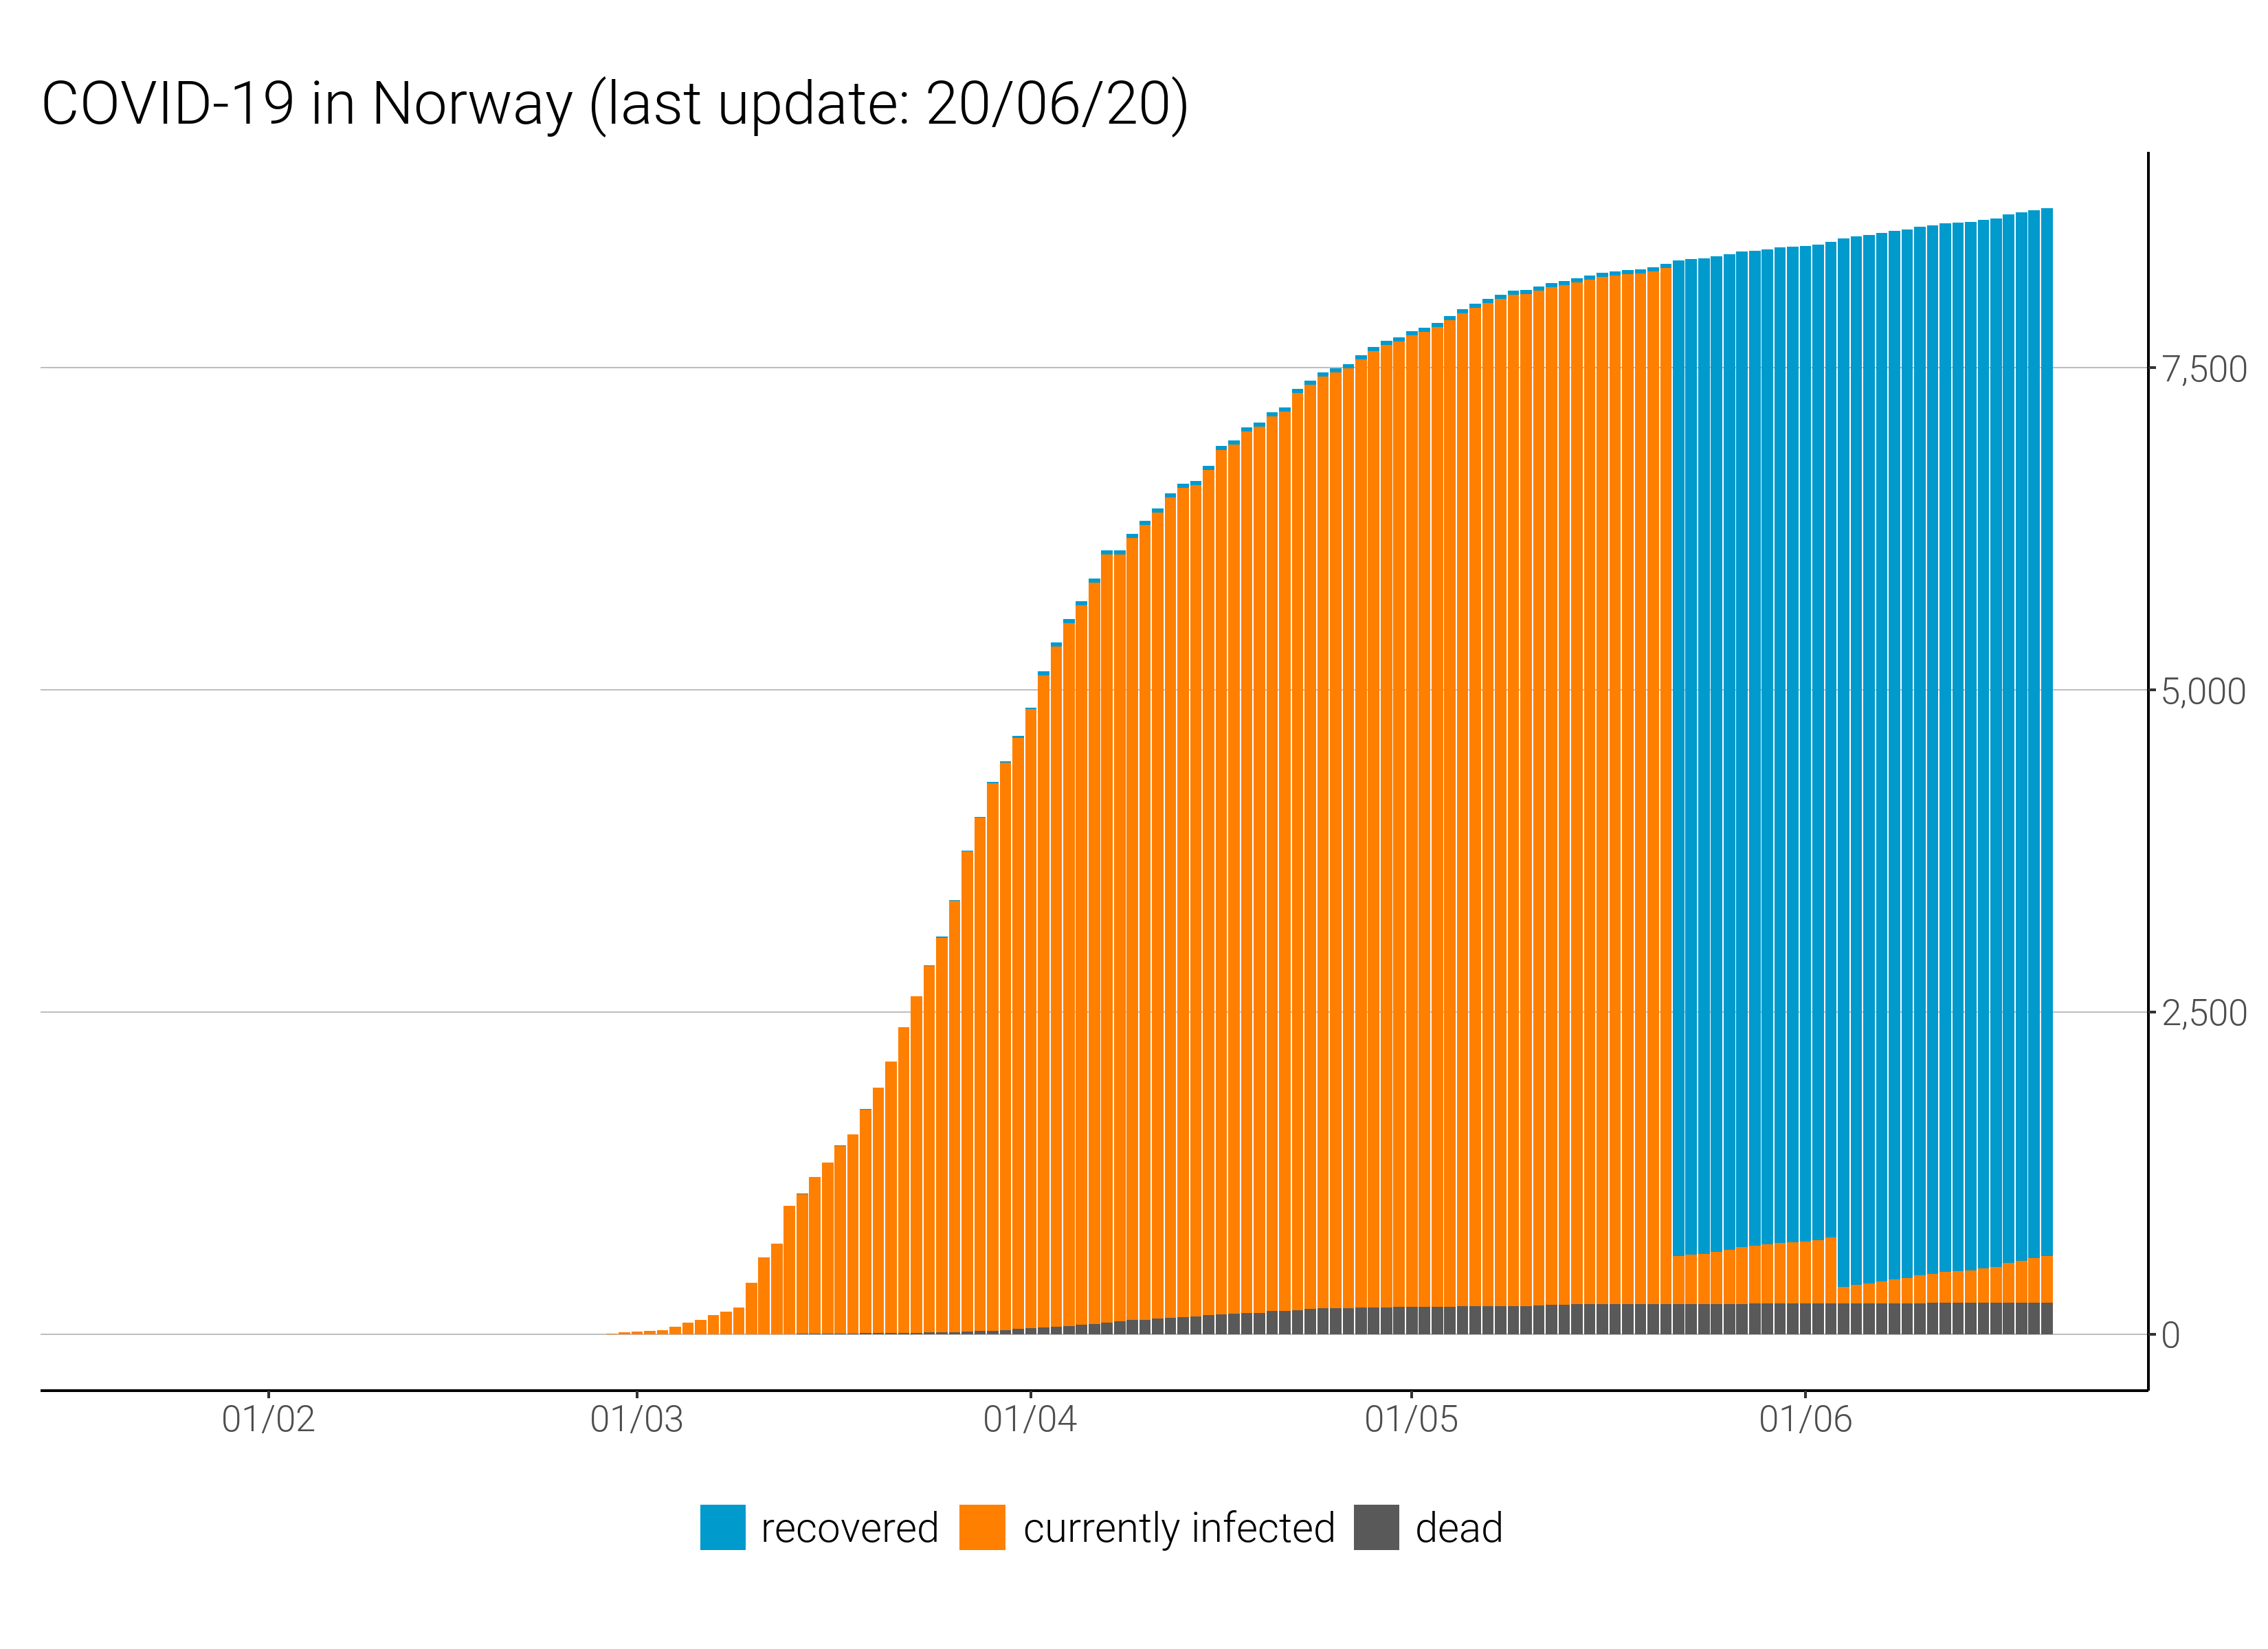 COVID-19 in Norway (last update: 20/06/20)
7,500
5,000
2,500
0
01/02 01/03 01/04 01/05 01/06
recovered currently infected dead